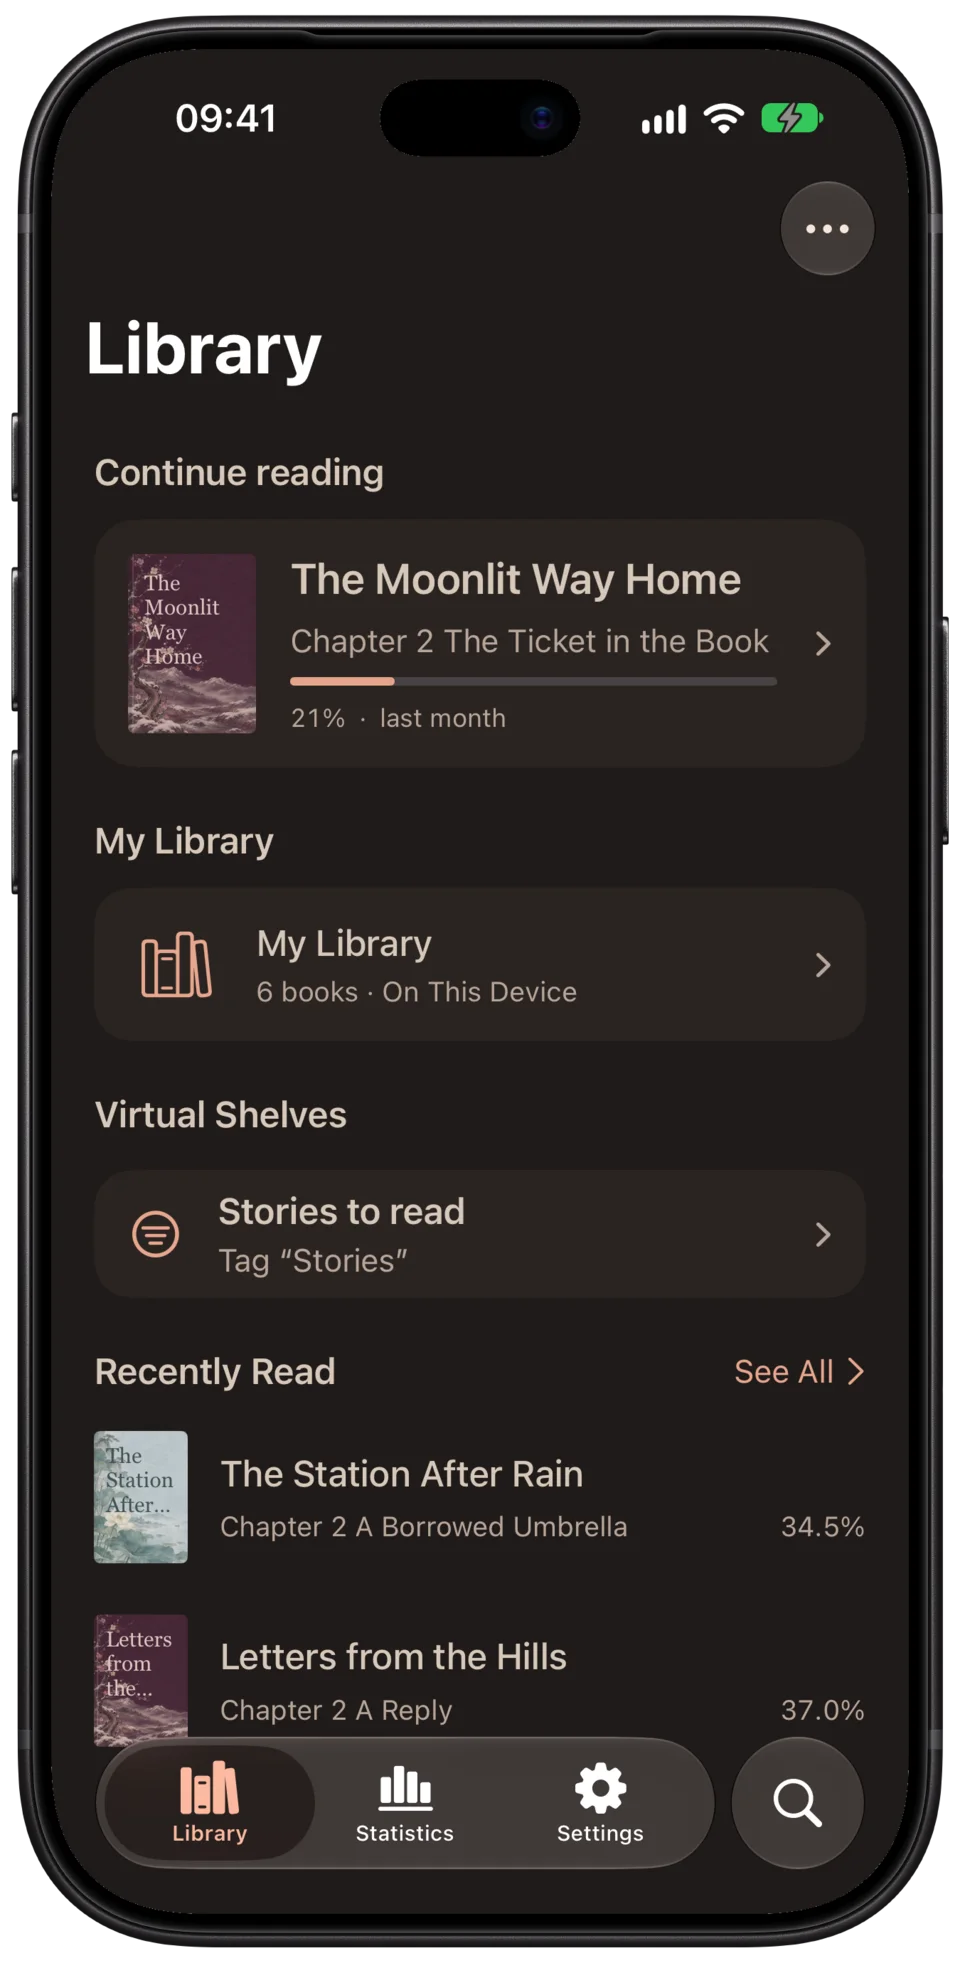 09:41
Library
Continue reading
The
Moonlit
Way
Home
The Moonlit Way Home
Chapter 2 The Ticket in the Book
21% · last month
My Library
My Library
6 books · On This Device
Virtual Shelves
Stories to read
Tag “Stories”
Recently Read
See All
The
Station
After...
The Station After Rain
Chapter 2 A Borrowed Umbrella
34.5%
Letters
from
the...
Letters from the Hills
Chapter 2 A Reply
37.0%
Library
Statistics
Settings